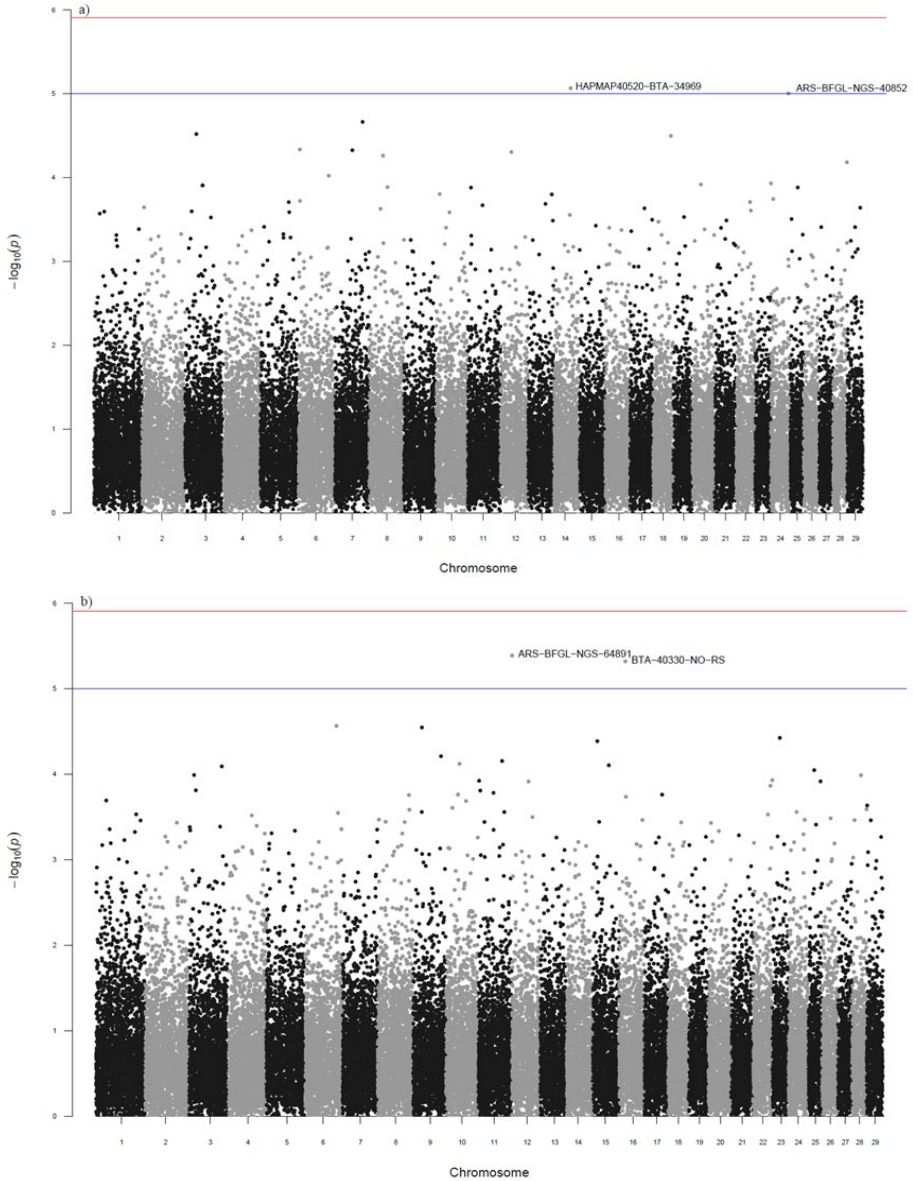 a)
6
5
4
3
2
1
0
−log10(p)
HAPMAP40520−BTA−34969
ARS−BFGL−NGS−40852
1 2 3 4 5 6 7 8 9 10 11 12 13 14 15 16 17 18 19 20 21 22 23 24 25 26 27 28 29
Chromosome
b)
6
5
4
3
2
1
0
−log10(p)
ARS−BFGL−NGS−64891
BTA−40330−NO−RS
1 2 3 4 5 6 7 8 9 10 11 12 13 14 15 16 17 18 19 20 21 22 23 24 25 26 27 28 29
Chromosome